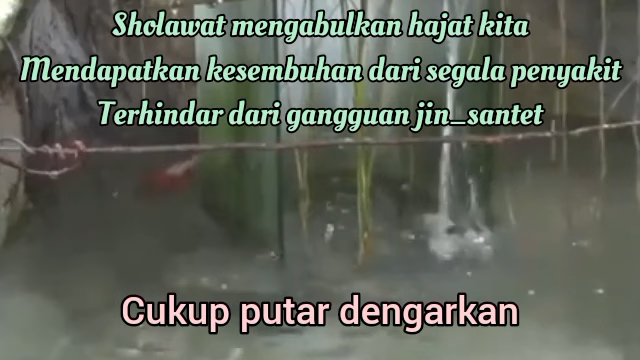 Sholawat mengabulkan hajat kita
Mendapatkan kesembuhan dari segala penyakit
Terhindar dari gangguan jin_santet
Cukup putar dengarkan